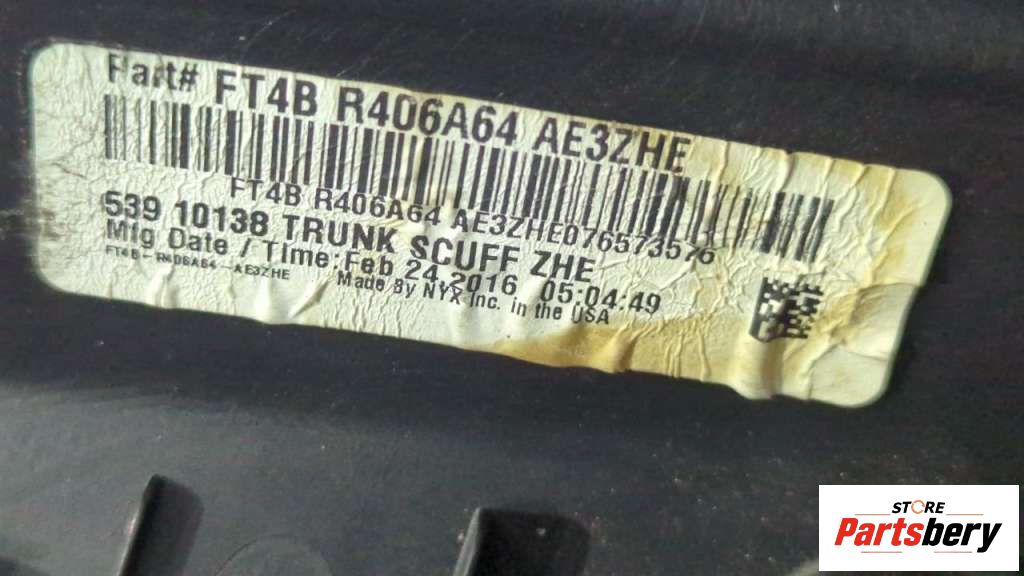 Part# FT4B R406A64 AE3ZHE
FT4B R406A64 AE3ZHE076573576
539 10138 TRUNK SCUFF ZHE
Mfg Date / Time:Feb 24,2016 05:04:49
FT4B-R406A64-AE3ZHE
Made By NYX Inc. in the USA
STORE
Partsbery